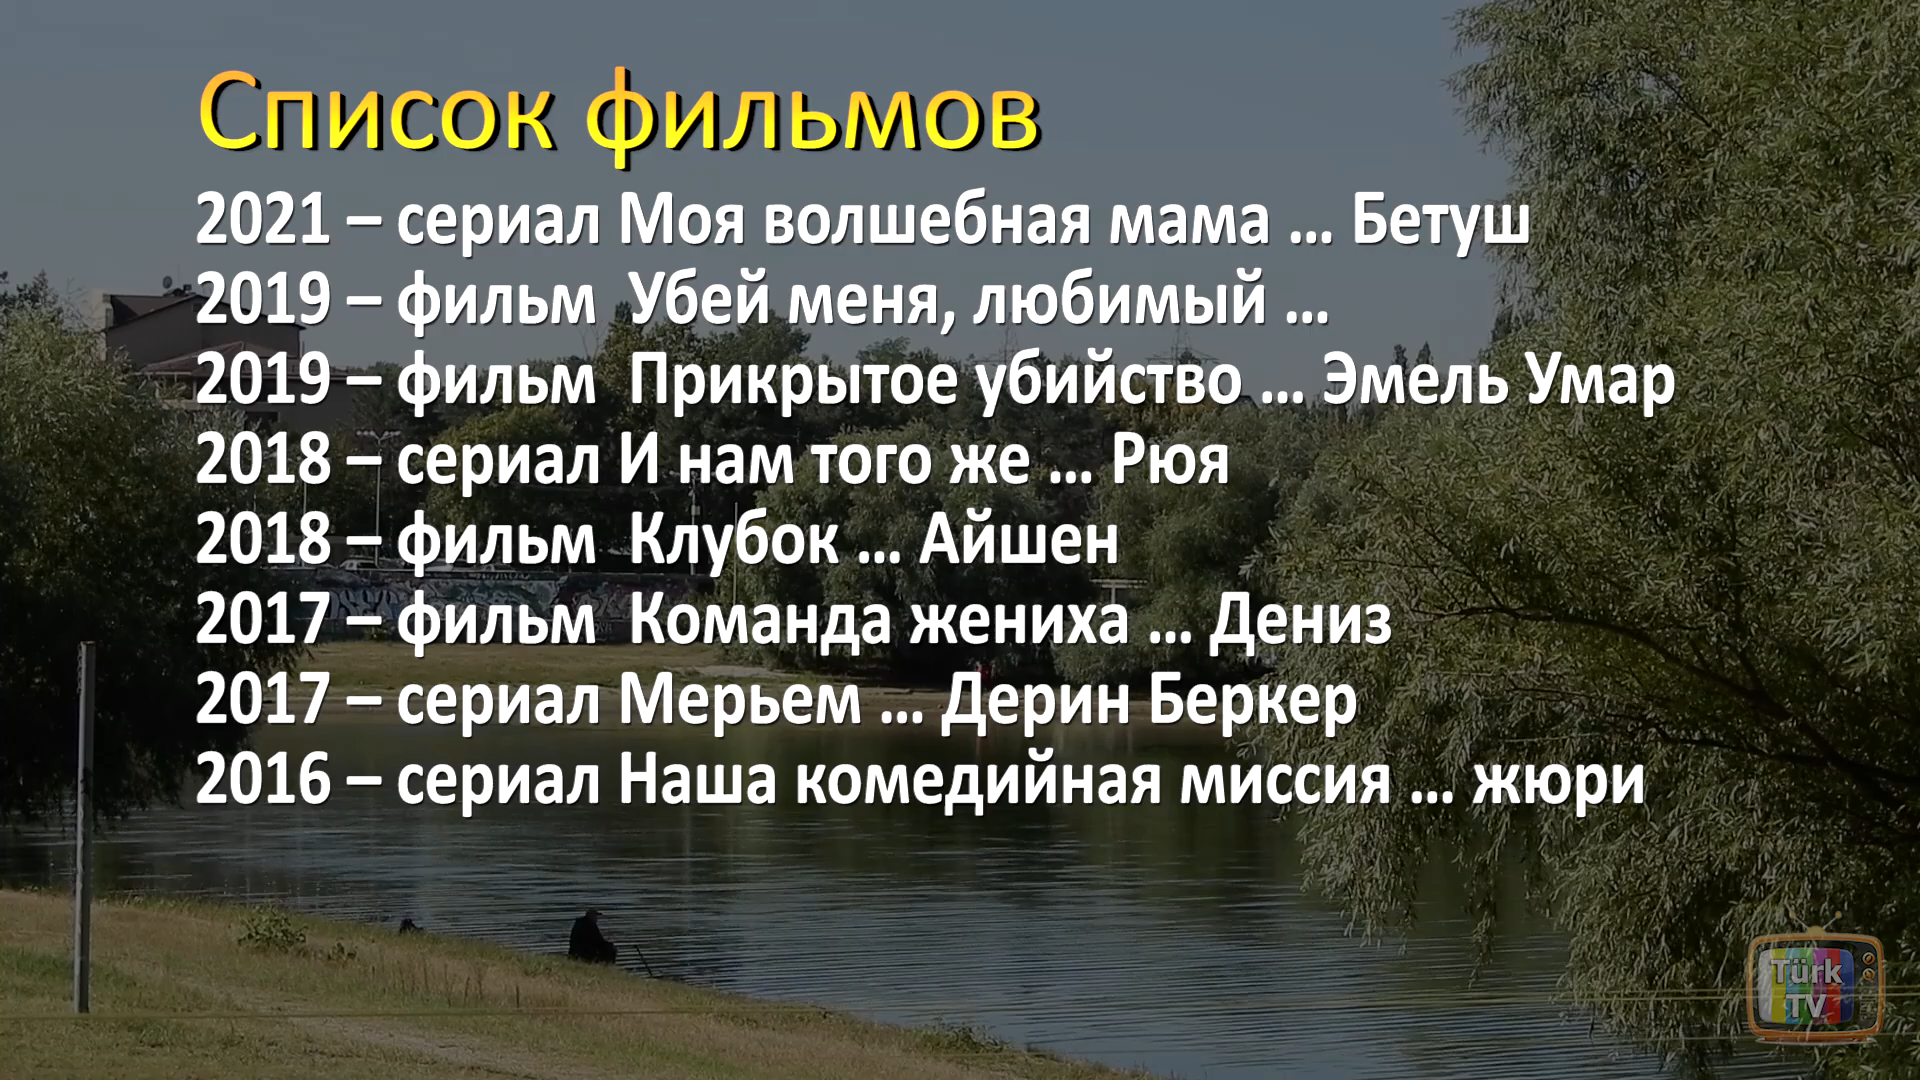 Список фильмов
2021 – сериал Моя волшебная мама ... Бетуш
2019 – фильм Убей меня, любимый ...
2019 – фильм Прикрытое убийство ... Эмель Умар
2018 – сериал И нам того же ... Рюя
2018 – фильм Клубок ... Айшен
2017 – фильм Команда жениха ... Дениз
2017 – сериал Мерьем ... Дерин Беркер
2016 – сериал Наша комедийная миссия ... жюри
Türk
TV